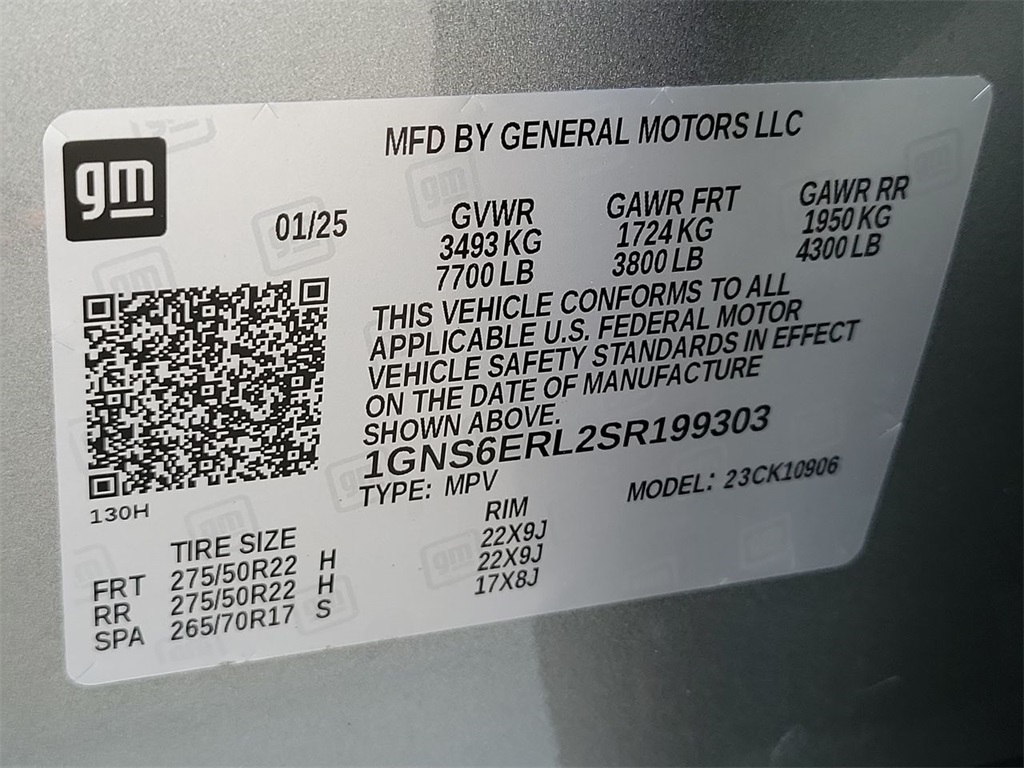 gm
MFD BY GENERAL MOTORS LLC
01/25
GVWR
3493 KG
7700 LB
GAWR FRT
1724 KG
3800 LB
GAWR RR
1950 KG
4300 LB
THIS VEHICLE CONFORMS TO ALL
APPLICABLE U.S. FEDERAL MOTOR
VEHICLE SAFETY STANDARDS IN EFFECT
ON THE DATE OF MANUFACTURE
SHOWN ABOVE.
1GNS6ERL2SR199303
TYPE: MPV
MODEL: 23CK10906
130H
TIRE SIZE
RIM
FRT 275/50R22 H 22X9J
RR 275/50R22 H 22X9J
SPA 265/70R17 S 17X8J